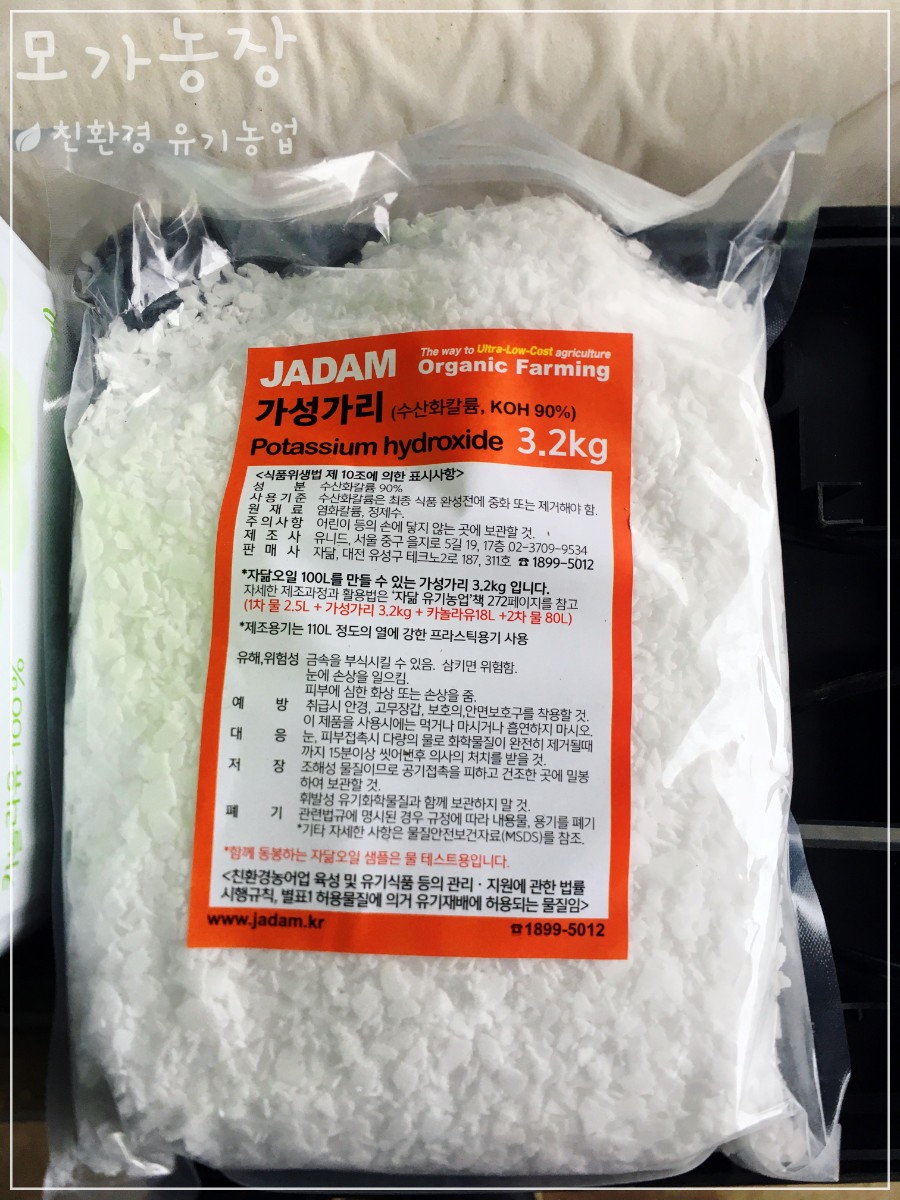 모가농장
친환경 유기농업
JADAM
The way to Ultra-Low-Cost agriculture
Organic Farming
가성가리 (수산화칼륨, KOH 90%)
Potassium hydroxide 3.2kg
<식품위생법 제 10조에 의한 표시사항>
성 분 수산화칼륨 90%
사용기준 수산화칼륨은 최종 식품 완성전에 중화 또는 제거해야 함.
원 재 료 염화칼륨, 정제수.
주의사항 어린이 등의 손에 닿지 않는 곳에 보관할 것.
제 조 사 유니드, 서울 중구 을지로 5길 19, 17층 02-3709-9534
판 매 사 자닮, 대전 유성구 테크노2로 187, 311호 ☎1899-5012
*자닮오일 100L를 만들 수 있는 가성가리 3.2kg 입니다.
자세한 제조과정과 활용법은 '자닮 유기농업'책 272페이지를 참고
(1차 물 2.5L + 가성가리 3.2kg + 카놀라유18L +2차 물 80L)
*제조용기는 110L 정도의 열에 강한 프라스틱용기 사용
유해,위험성 금속을 부식시킬 수 있음. 삼키면 위험함.
눈에 손상을 일으킴.
피부에 심한 화상 또는 손상을 줌.
예 방 취급시 안경, 고무장갑, 보호의,안면보호구를 착용할 것.
이 제품을 사용시에는 먹거나 마시거나 흡연하지 마시오.
대 응 눈, 피부접촉시 다량의 물로 화학물질이 완전히 제거될때
까지 15분이상 씻어낸후 의사의 처치를 받을 것.
저 장 조해성 물질이므로 공기접촉을 피하고 건조한 곳에 밀봉
하여 보관할 것.
휘발성 유기화학물질과 함께 보관하지 말 것.
폐 기 관련법규에 명시된 경우 규정에 따라 내용물, 용기를 폐기
*기타 자세한 사항은 물질안전보건자료(MSDS)를 참조.
*함께 동봉하는 자닮오일 샘플은 물 테스트용입니다.
<친환경농어업 육성 및 유기식품 등의 관리 · 지원에 관한 법률
시행규칙, 별표1 허용물질에 의거 유기재배에 허용되는 물질임>
www.jadam.kr
☎1899-5012
100%